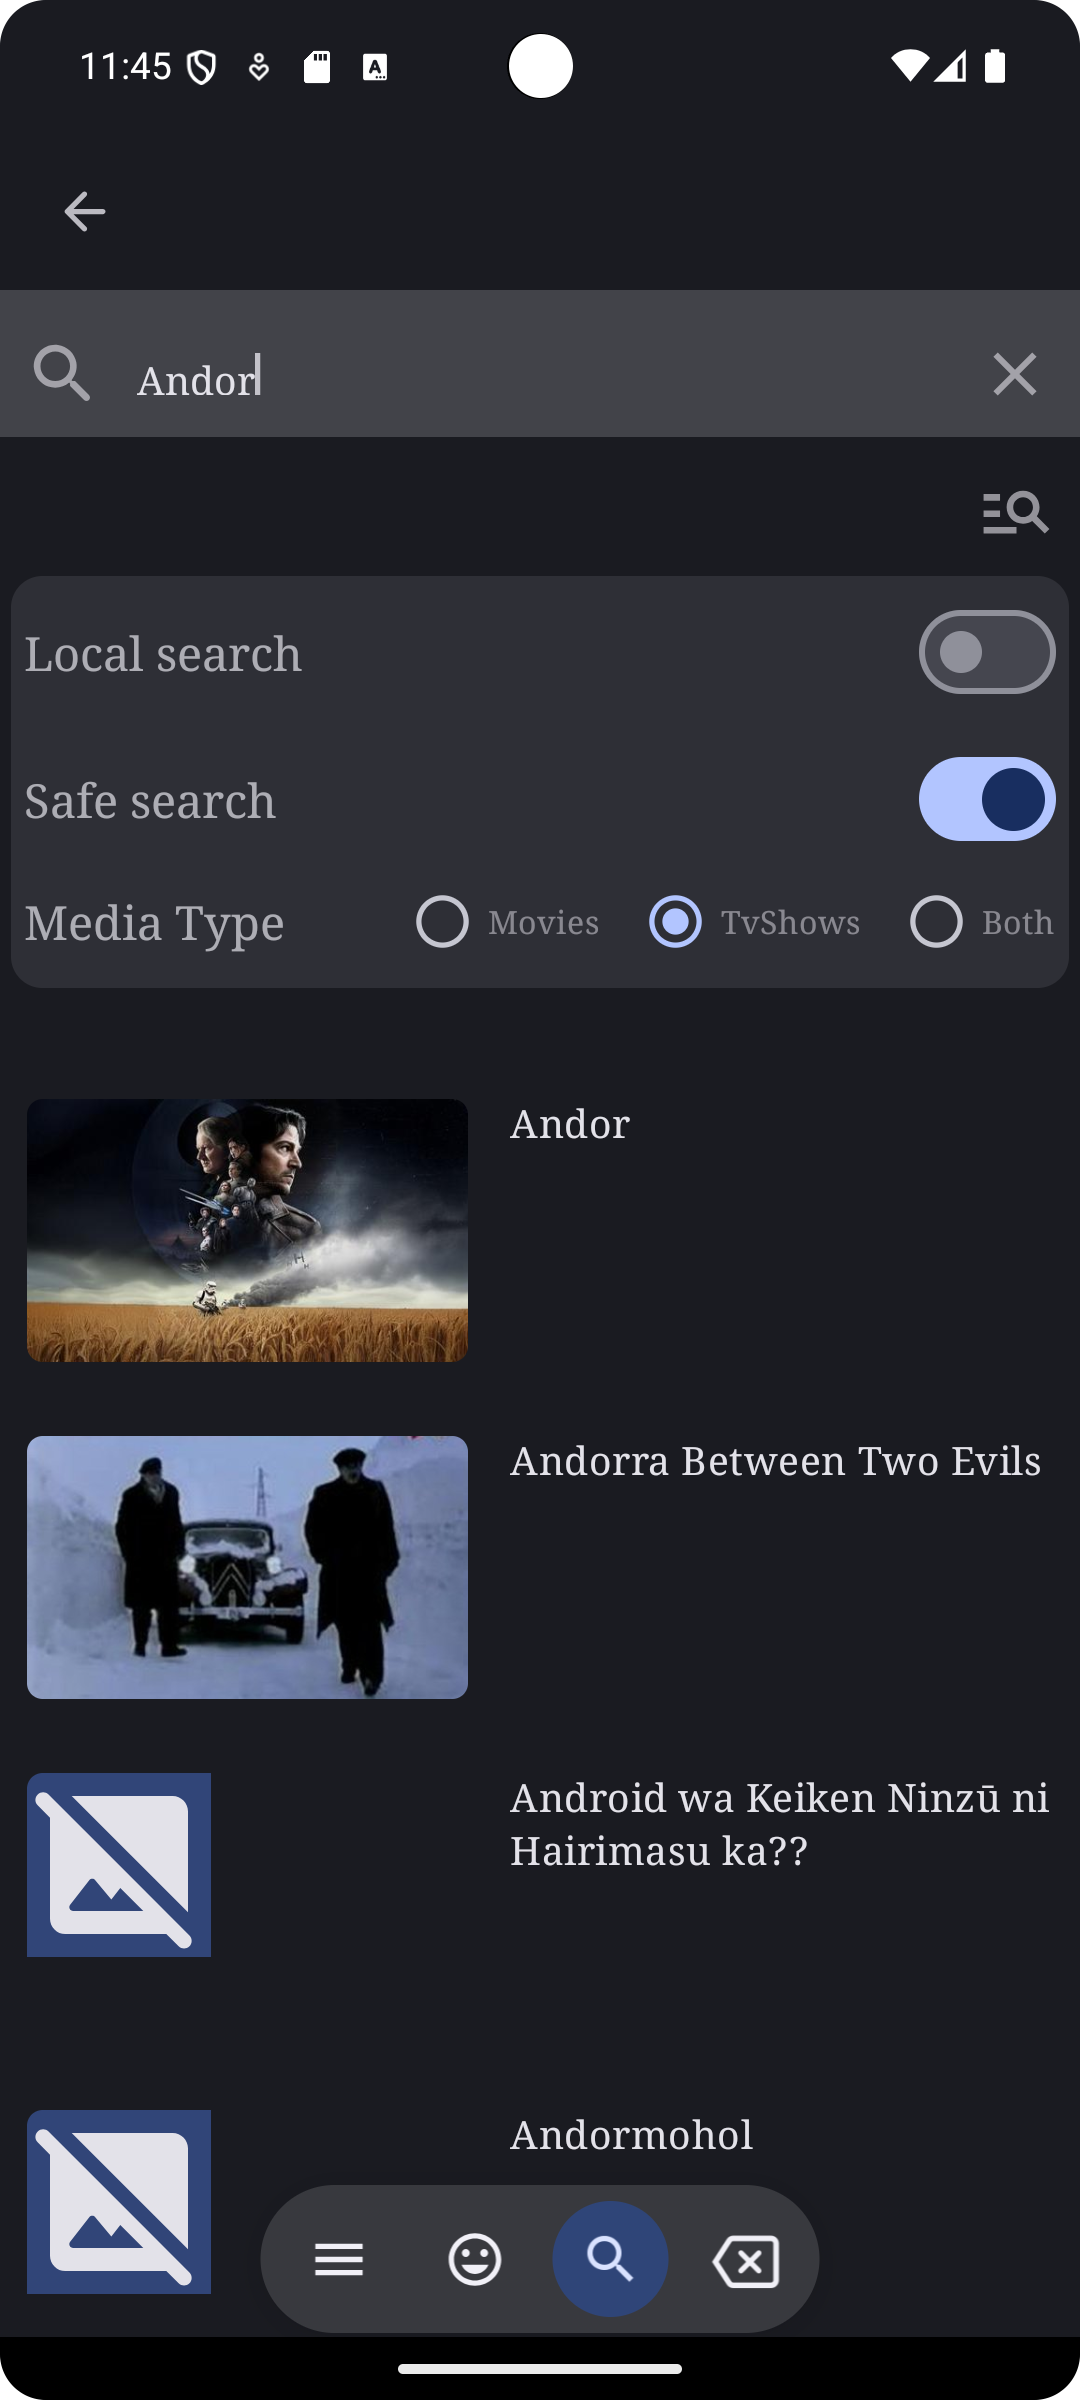 11:45
Andor
Local search
Safe search
Media Type Movies TvShows Both
Andor
Andorra Between Two Evils
Android wa Keiken Ninzū ni
Hairimasu ka??
Andormohol